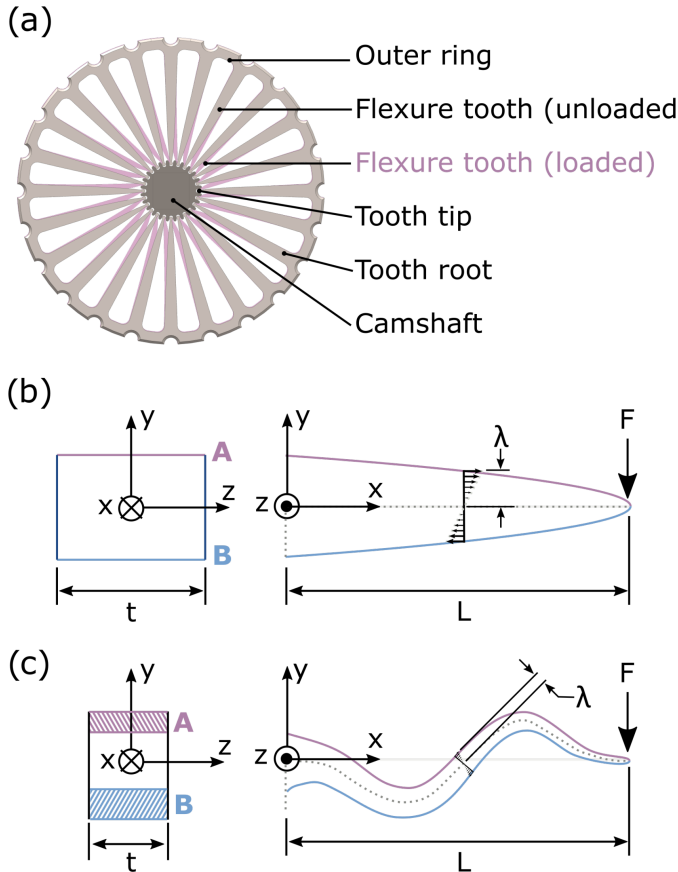 (a)
Outer ring
Flexure tooth (unloaded
Flexure tooth (loaded)
Tooth tip
Tooth root
Camshaft
(b)
y
A
x
z
B
t
y
z
x
λ
F
L
(c)
y
A
x
z
B
t
y
z
x
λ
F
L